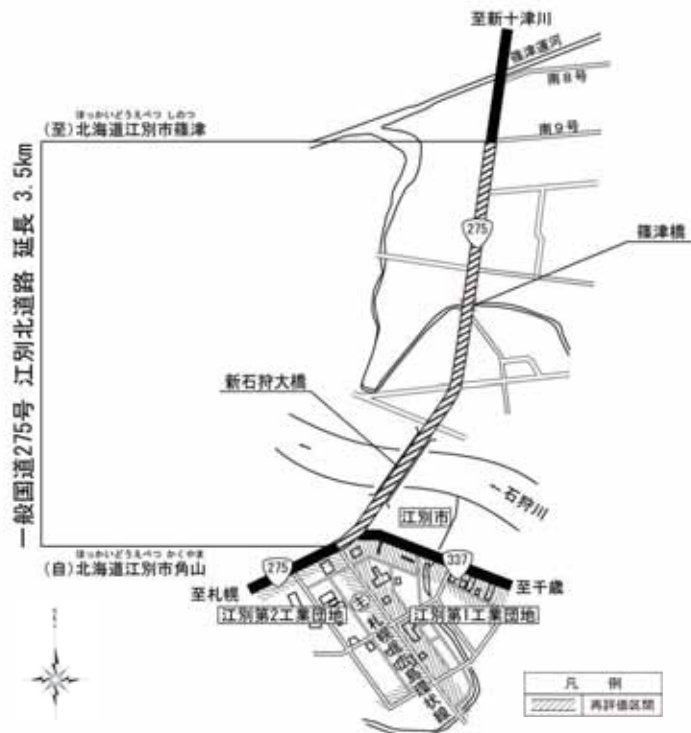 至新十津川
篠津運河
南8号
ほっかいどうえべつ しのつ
(至)北海道江別市篠津
南9号
一般国道275号 江別北道路 延長 3.5km
275
篠津橋
新石狩大橋
←石狩川
江別市
ほっかいどうえべつ かくやま
(自)北海道江別市角山
275
337
至札幌
至千歳
江別第2工業団地
江別第1工業団地
凡 例
再評価区間